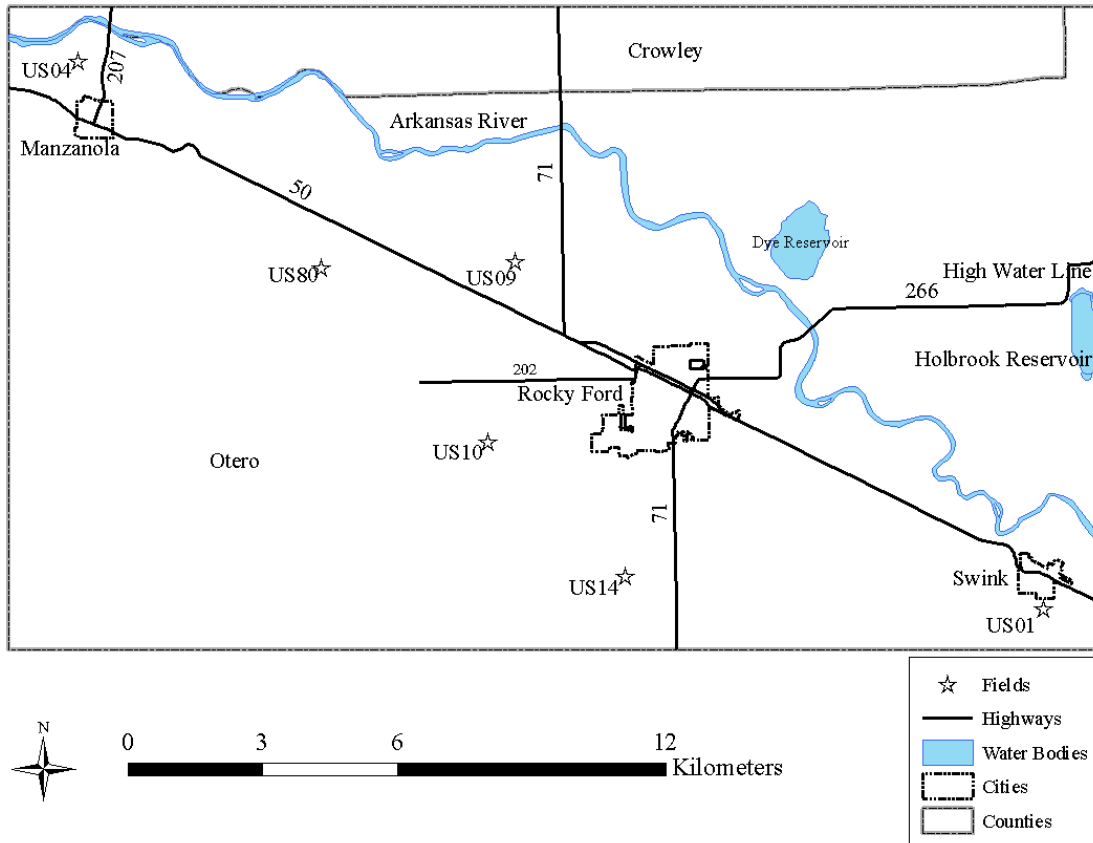 Crowley
US04
207
Arkansas River
Manzanola
71
50
Dye Reservoir
US80
US09
High Water Line
266
Holbrook Reservoir
202
Rocky Ford
US10
Otero
71
US14
Swink
US01
N
0 3 6 12
Kilometers
Fields
Highways
Water Bodies
Cities
Counties